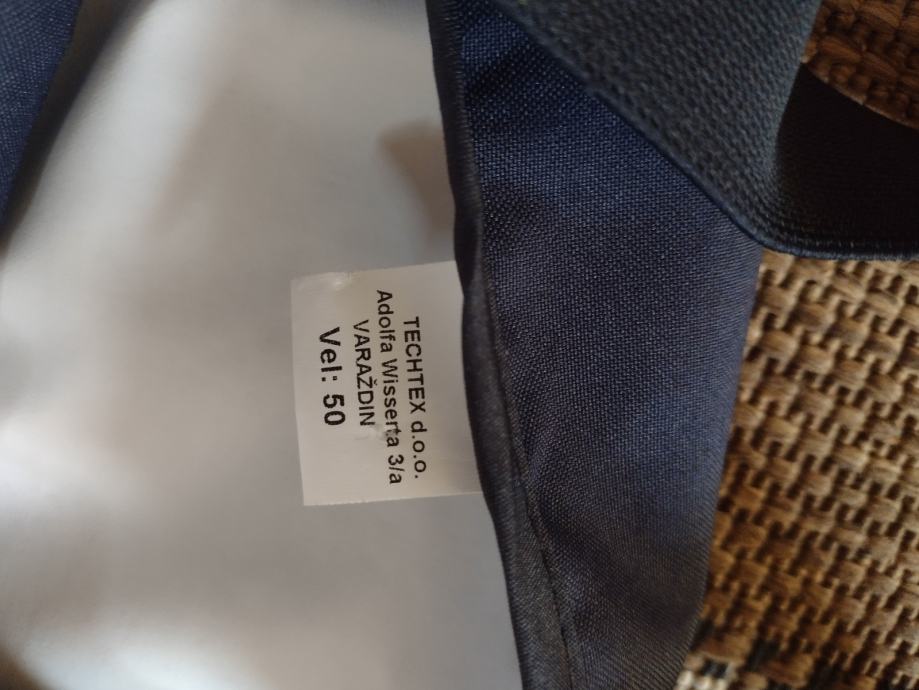 TECHTEX d.o.o.
Adolfa Wisserta 3/a
VARAŽDIN
Vel: 50